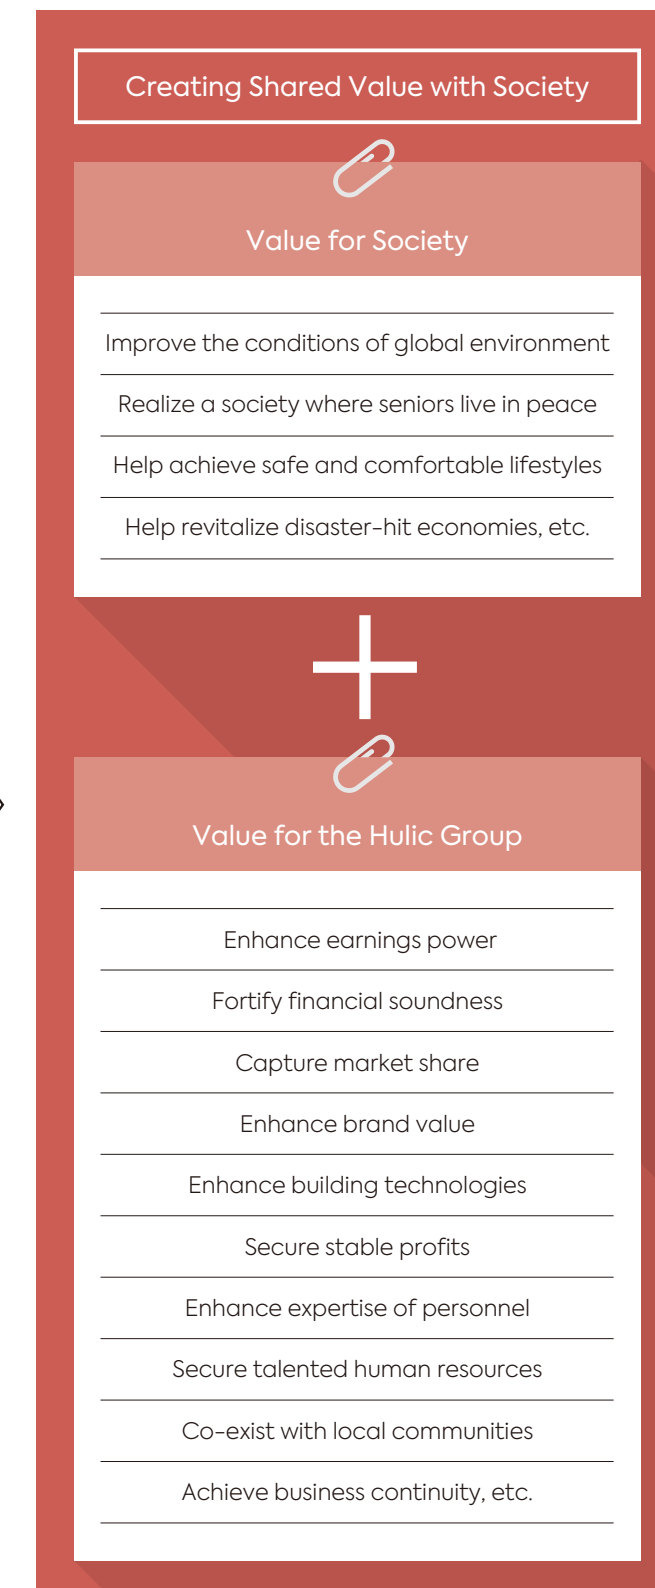 Creating Shared Value with Society
Value for Society
Improve the conditions of global environment
Realize a society where seniors live in peace
Help achieve safe and comfortable lifestyles
Help revitalize disaster-hit economies, etc.
Value for the Hulic Group
Enhance earnings power
Fortify financial soundness
Capture market share
Enhance brand value
Enhance building technologies
Secure stable profits
Enhance expertise of personnel
Secure talented human resources
Co-exist with local communities
Achieve business continuity, etc.